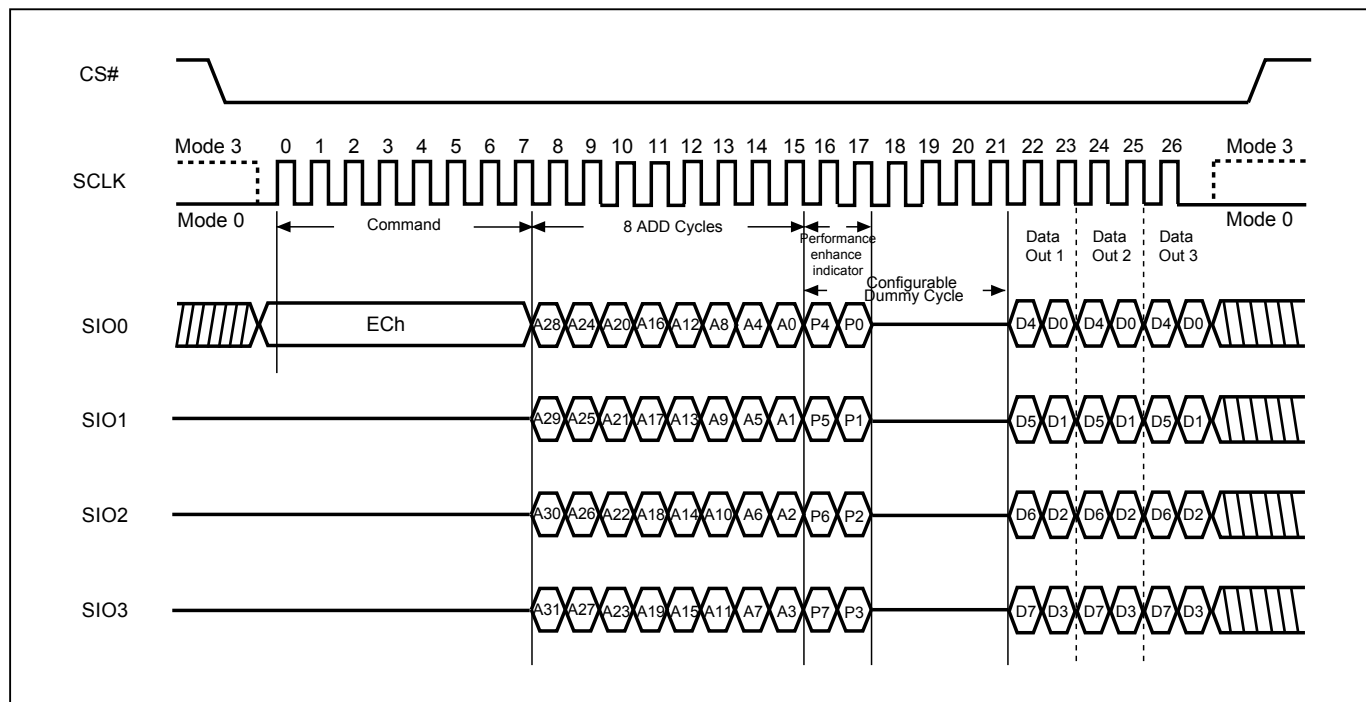 CS#
Mode 3 0 1 2 3 4 5 6 7 8 9 10 11 12 13 14 15 16 17 18 19 20 21 22 23 24 25 26 Mode 3
SCLK
Mode 0 Mode 0
Command 8 ADD Cycles Performance enhance indicator Data Out 1 Data Out 2 Data Out 3
Configurable Dummy Cycle
SIO0 ECh A28 A24 A20 A16 A12 A8 A4 A0 P4 P0 D4 D0 D4 D0 D4 D0
SIO1 A29 A25 A21 A17 A13 A9 A5 A1 P5 P1 D5 D1 D5 D1 D5 D1
SIO2 A30 A26 A22 A18 A14 A10 A6 A2 P6 P2 D6 D2 D6 D2 D6 D2
SIO3 A31 A27 A23 A19 A15 A11 A7 A3 P7 P3 D7 D3 D7 D3 D7 D3